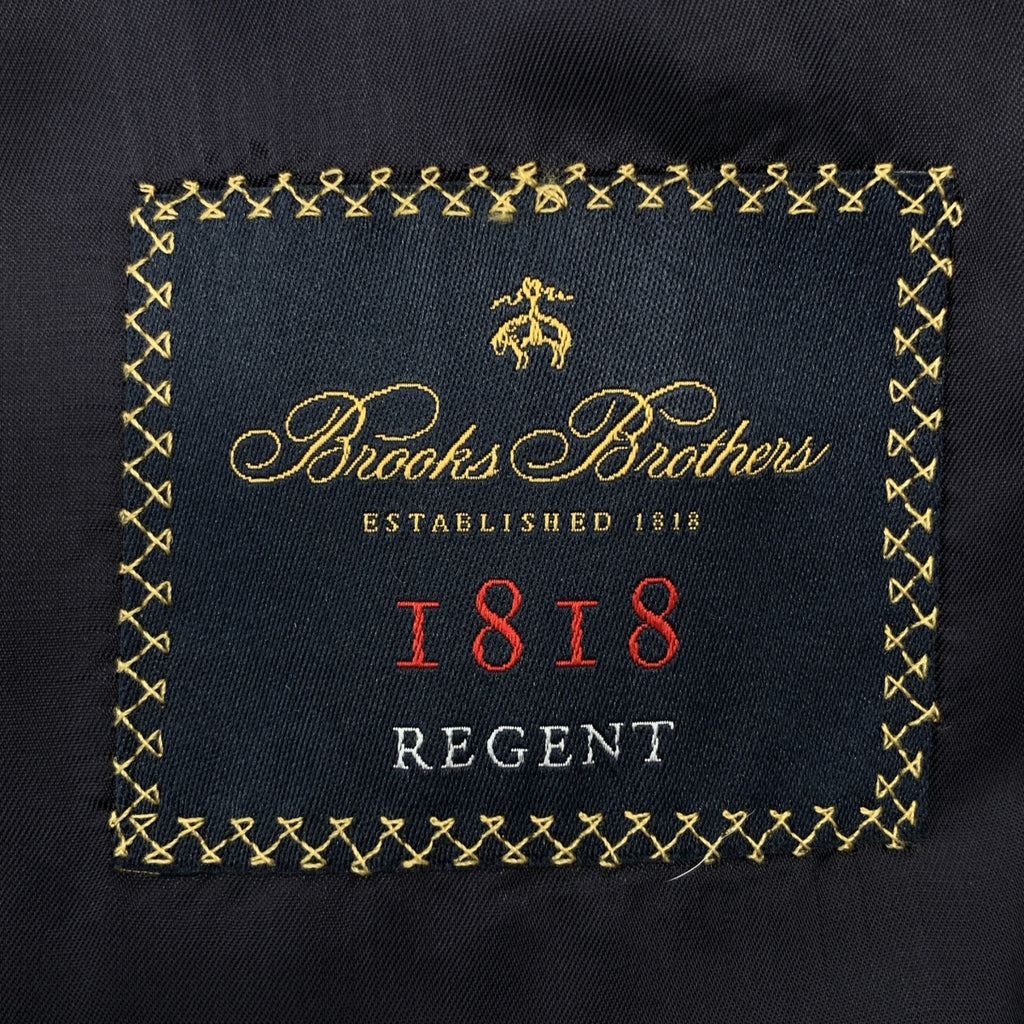 Brooks Brothers
ESTABLISHED 1818
1818
REGENT